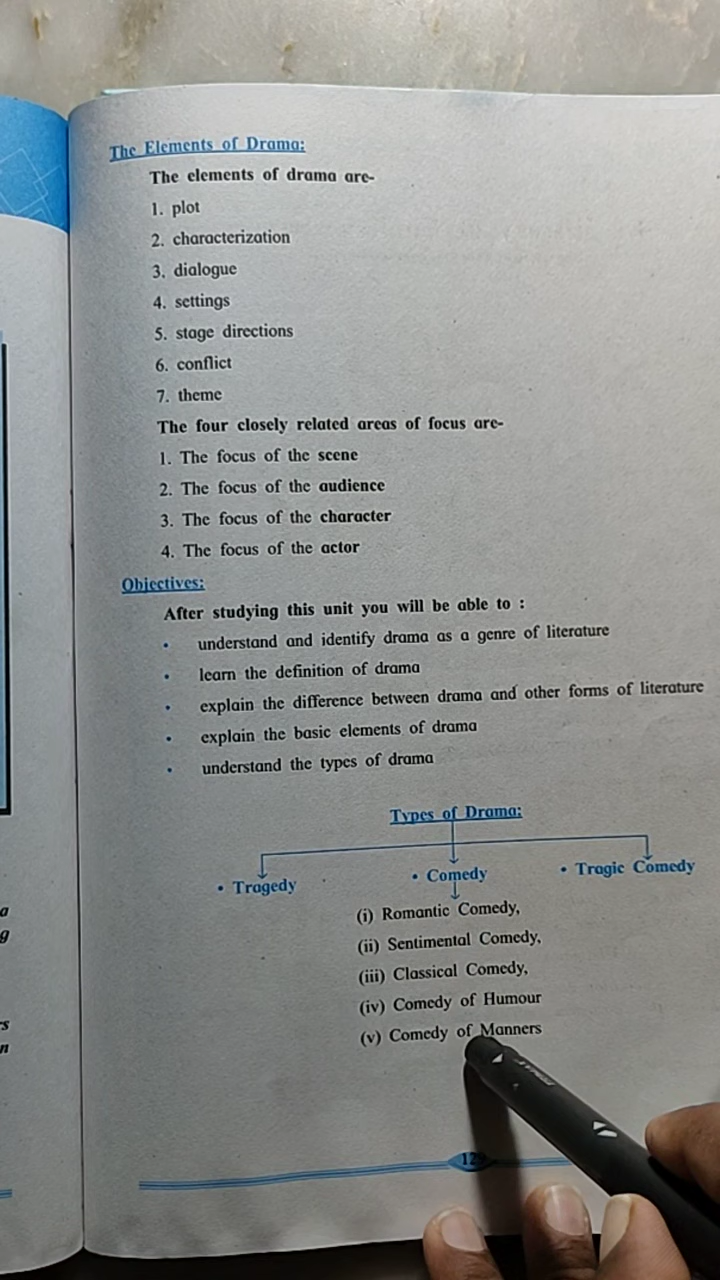 The Elements of Drama:
The elements of drama are-
1. plot
2. characterization
3. dialogue
4. settings
5. stage directions
6. conflict
7. theme
The four closely related areas of focus are-
1. The focus of the scene
2. The focus of the audience
3. The focus of the character
4. The focus of the actor
Objectives:
After studying this unit you will be able to :
• understand and identify drama as a genre of literature
• learn the definition of drama
• explain the difference between drama and other forms of literature
• explain the basic elements of drama
• understand the types of drama
Types of Drama:
• Tragedy • Comedy • Tragic Comedy
(i) Romantic Comedy,
(ii) Sentimental Comedy,
(iii) Classical Comedy,
(iv) Comedy of Humour
(v) Comedy of Manners